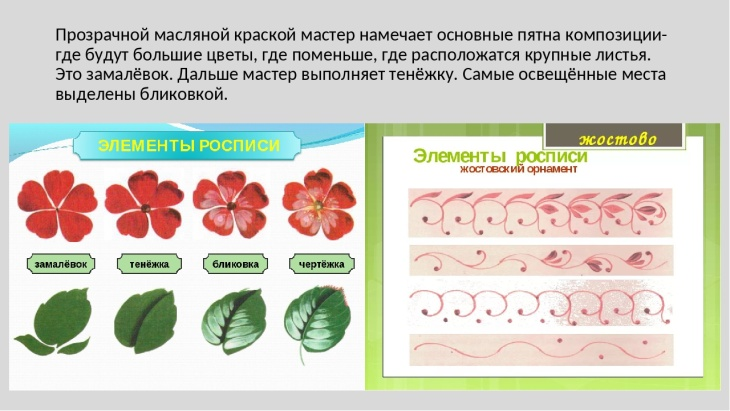 Прозрачной масляной краской мастер намечает основные пятна композиции-
где будут большие цветы, где поменьше, где расположатся крупные листья.
Это замалёвок. Дальше мастер выполняет тенёжку. Самые освещённые места
выделены бликовкой.
ЭЛЕМЕНТЫ РОСПИСИ
замалёвок тенёжка бликовка чертёжка
жостово
Элементы росписи
жостовский орнамент